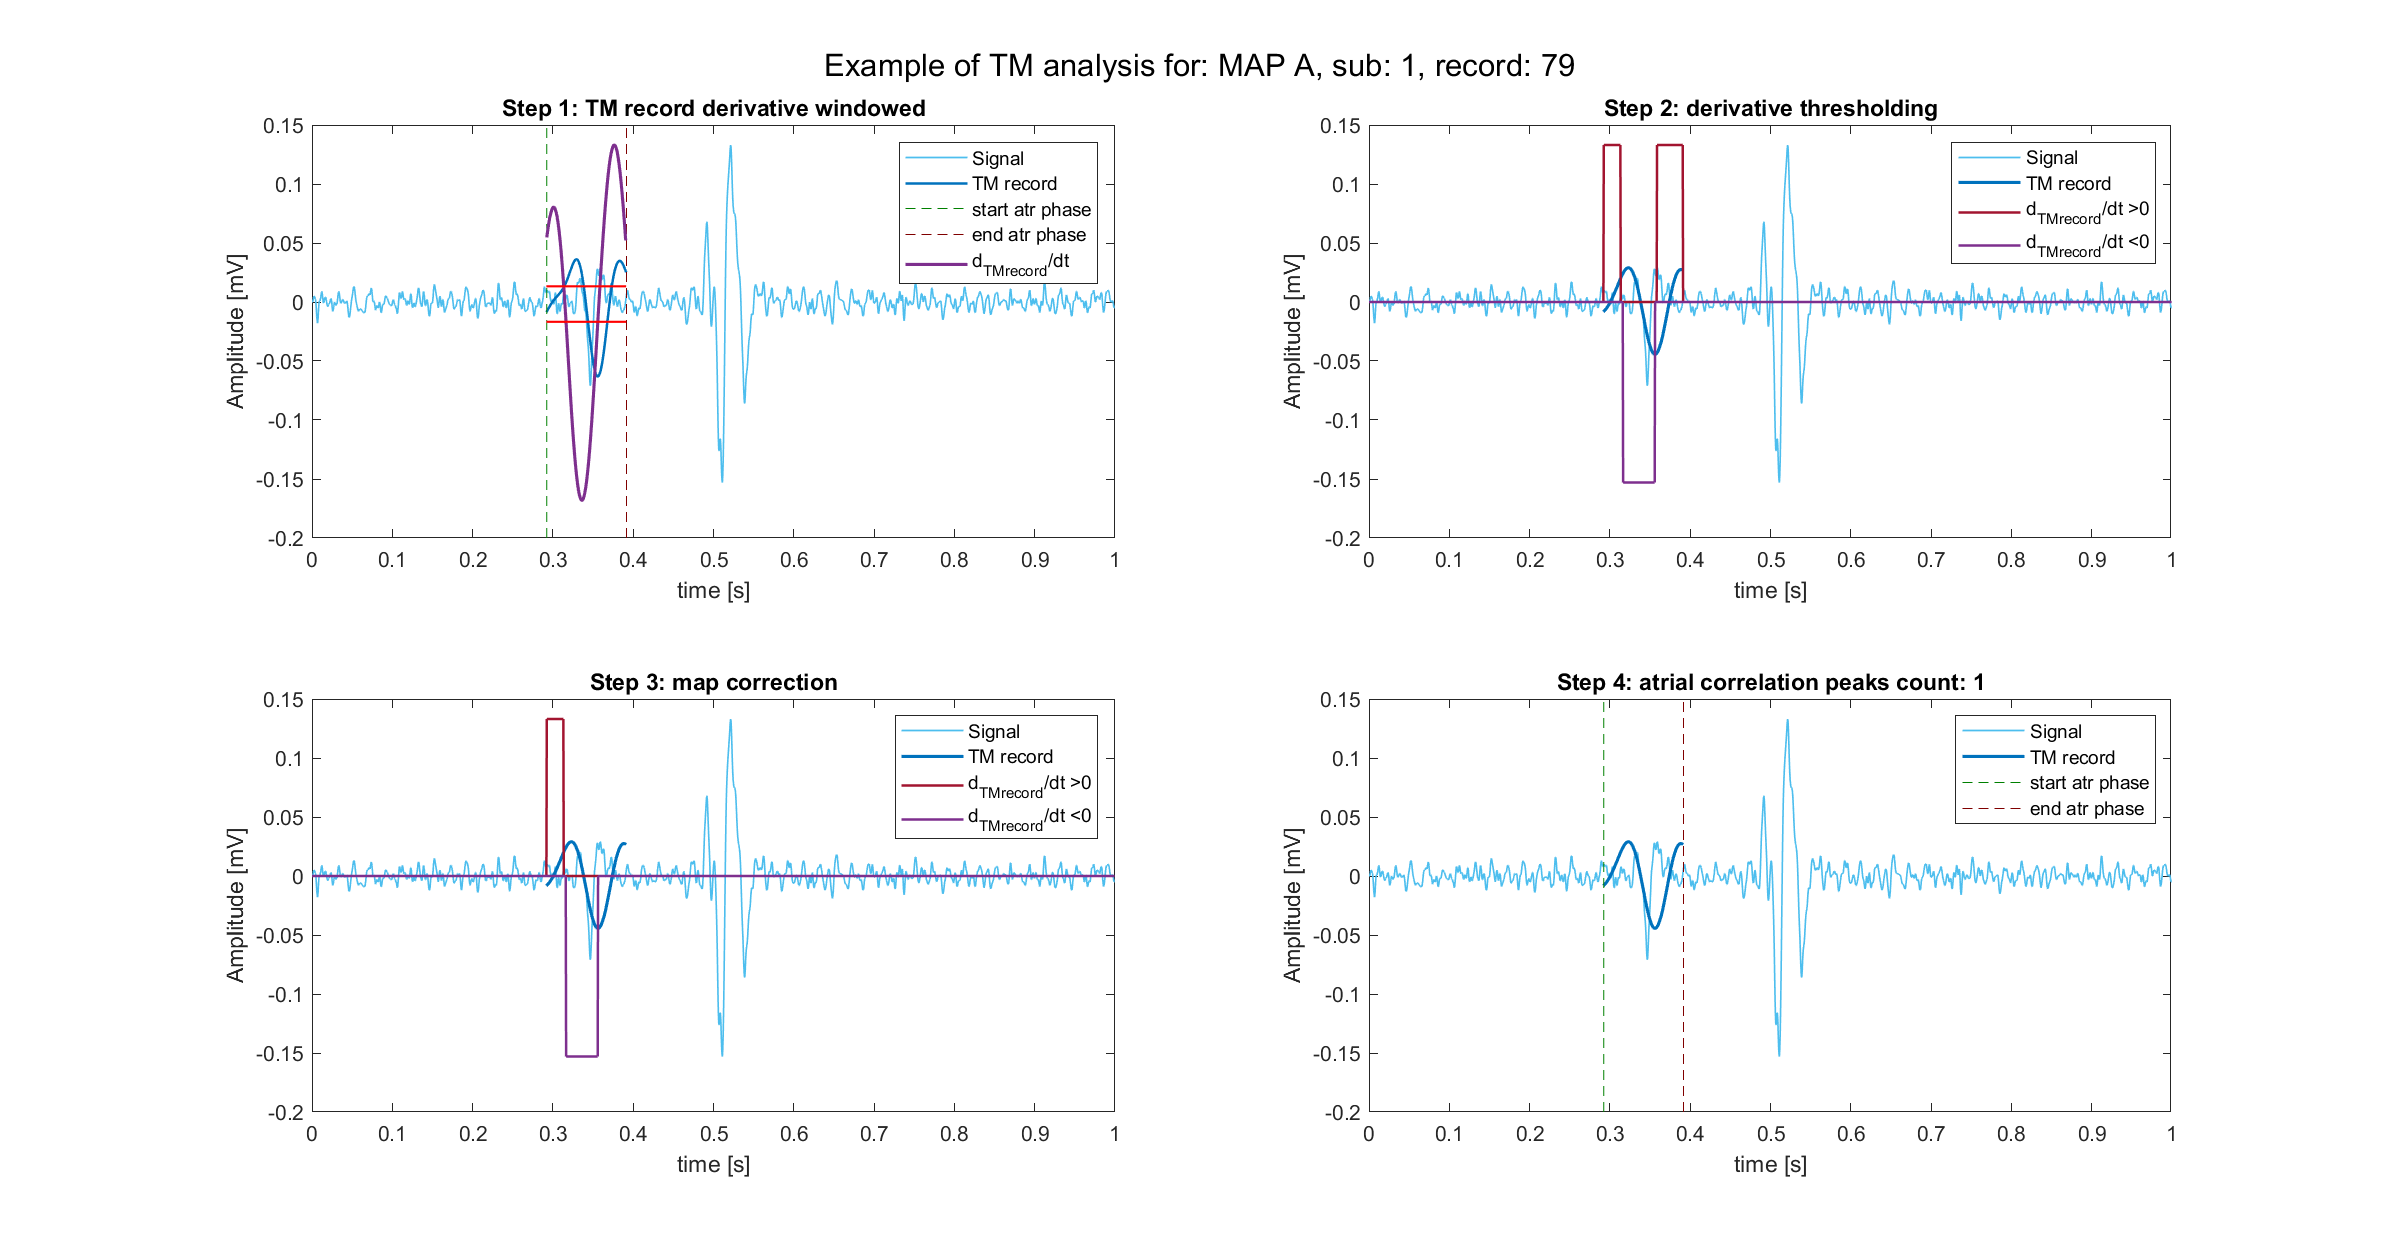 Example of TM analysis for: MAP A, sub: 1, record: 79
Step 1: TM record derivative windowed
0.15
0.1
0.05
0
-0.05
-0.1
-0.15
-0.2
Amplitude [mV]
0 0.1 0.2 0.3 0.4 0.5 0.6 0.7 0.8 0.9 1
time [s]
Signal
TM record
start atr phase
end atr phase
d_TMrecord/dt
Step 2: derivative thresholding
0.15
0.1
0.05
0
-0.05
-0.1
-0.15
-0.2
Amplitude [mV]
0 0.1 0.2 0.3 0.4 0.5 0.6 0.7 0.8 0.9 1
time [s]
Signal
TM record
d_TMrecord/dt >0
d_TMrecord/dt <0
Step 3: map correction
0.15
0.1
0.05
0
-0.05
-0.1
-0.15
-0.2
Amplitude [mV]
0 0.1 0.2 0.3 0.4 0.5 0.6 0.7 0.8 0.9 1
time [s]
Signal
TM record
d_TMrecord/dt >0
d_TMrecord/dt <0
Step 4: atrial correlation peaks count: 1
0.15
0.1
0.05
0
-0.05
-0.1
-0.15
-0.2
Amplitude [mV]
0 0.1 0.2 0.3 0.4 0.5 0.6 0.7 0.8 0.9 1
time [s]
Signal
TM record
start atr phase
end atr phase